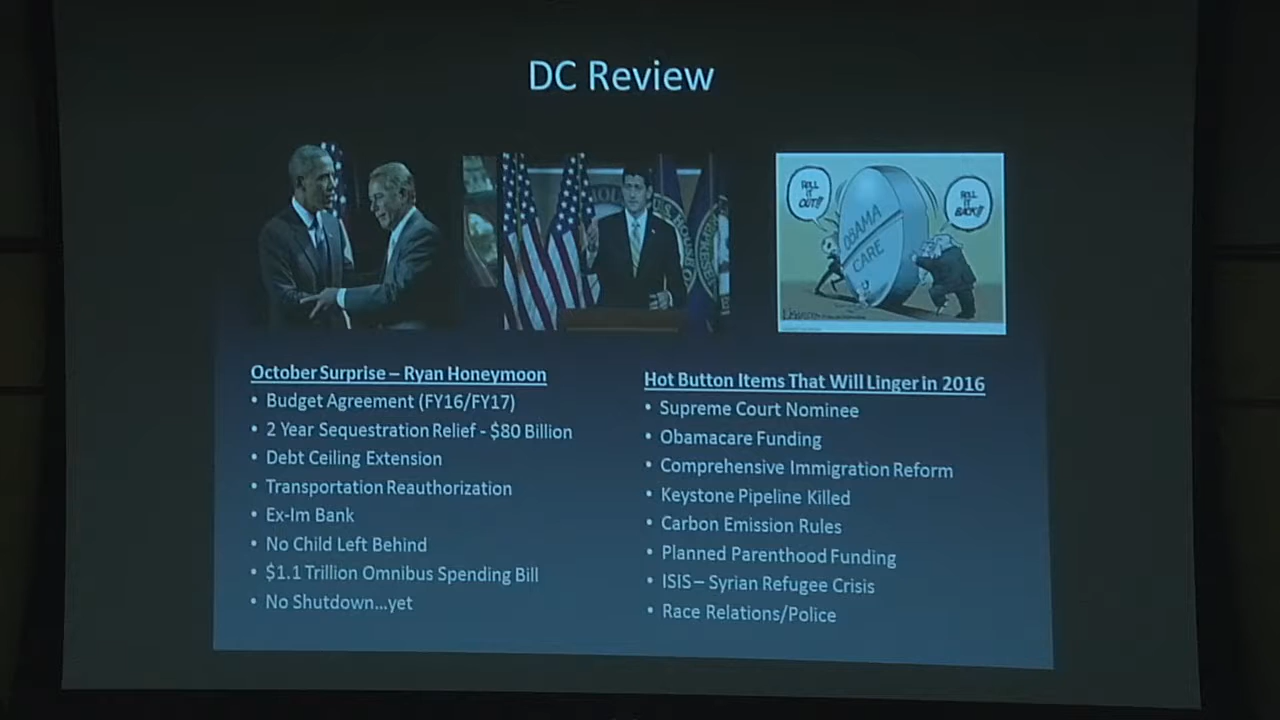 DC Review
ROLL
IT
OUT!!
ROLL
IT
BACK!!
OBAMA
CARE
October Surprise – Ryan Honeymoon
• Budget Agreement (FY16/FY17)
• 2 Year Sequestration Relief - $80 Billion
• Debt Ceiling Extension
• Transportation Reauthorization
• Ex-Im Bank
• No Child Left Behind
• $1.1 Trillion Omnibus Spending Bill
• No Shutdown...yet
Hot Button Items That Will Linger in 2016
• Supreme Court Nominee
• Obamacare Funding
• Comprehensive Immigration Reform
• Keystone Pipeline Killed
• Carbon Emission Rules
• Planned Parenthood Funding
• ISIS – Syrian Refugee Crisis
• Race Relations/Police